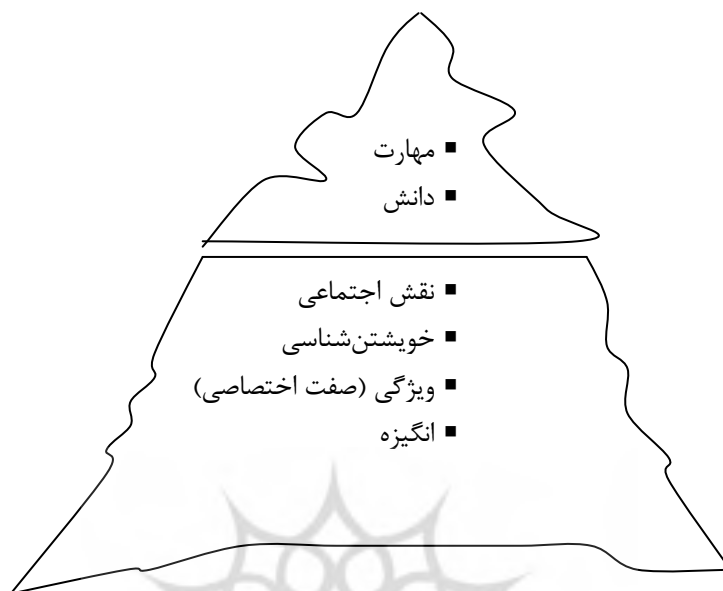 ▪ مهارت
▪ دانش
▪ نقش اجتماعی
▪ خویشتن‌شناسی
▪ ویژگی (صفت اختصاصی)
▪ انگیزه